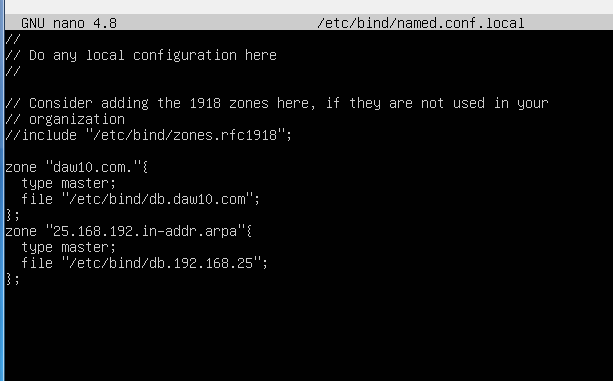 GNU nano 4.8 /etc/bind/named.conf.local
//
// Do any local configuration here
//
// Consider adding the 1918 zones here, if they are not used in your
// organization
//include "/etc/bind/zones.rfc1918";
zone "daw10.com."{
type master;
file "/etc/bind/db.daw10.com";
};
zone "25.168.192.in-addr.arpa"{
type master;
file "/etc/bind/db.192.168.25";
};